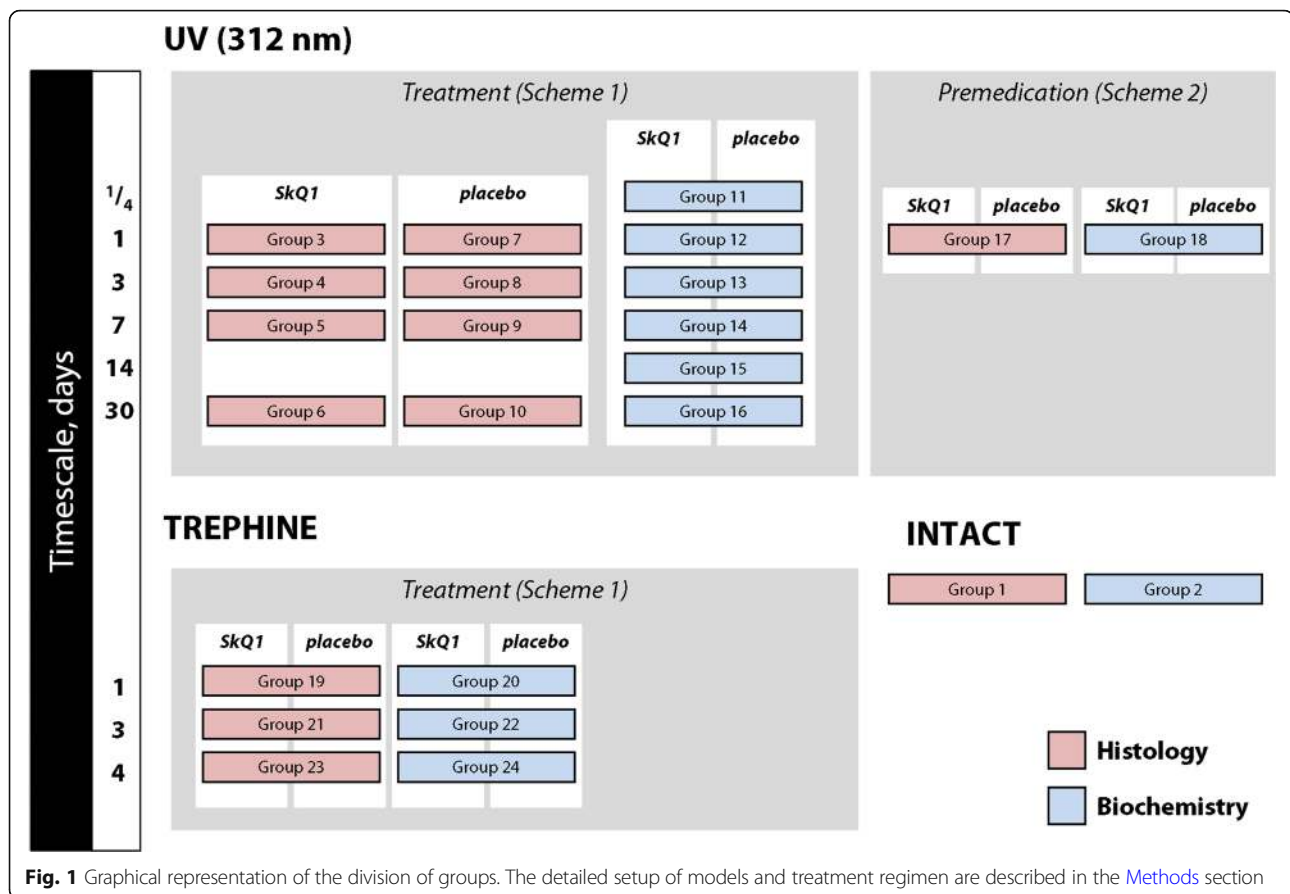 UV (312 nm)
Treatment (Scheme 1)
Premedication (Scheme 2)
SkQ1 placebo
¹/₄ SkQ1 placebo Group 11 SkQ1 placebo SkQ1 placebo
1 Group 3 Group 7 Group 12 Group 17 Group 18
3 Group 4 Group 8 Group 13
7 Group 5 Group 9 Group 14
14 Group 15
30 Group 6 Group 10 Group 16
Timescale, days
TREPHINE
INTACT
Group 1 Group 2
Treatment (Scheme 1)
SkQ1 placebo SkQ1 placebo
1 Group 19 Group 20
3 Group 21 Group 22
4 Group 23 Group 24
Histology
Biochemistry
Fig. 1 Graphical representation of the division of groups. The detailed setup of models and treatment regimen are described in the Methods section